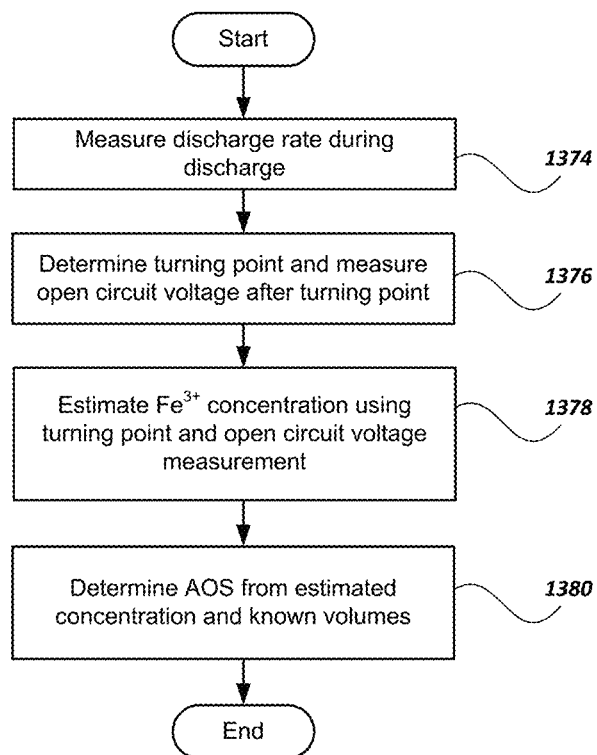 Start
Measure discharge rate during
discharge
1374
Determine turning point and measure
open circuit voltage after turning point
1376
Estimate Fe³⁺ concentration using
turning point and open circuit voltage
measurement
1378
Determine AOS from estimated
concentration and known volumes
1380
End